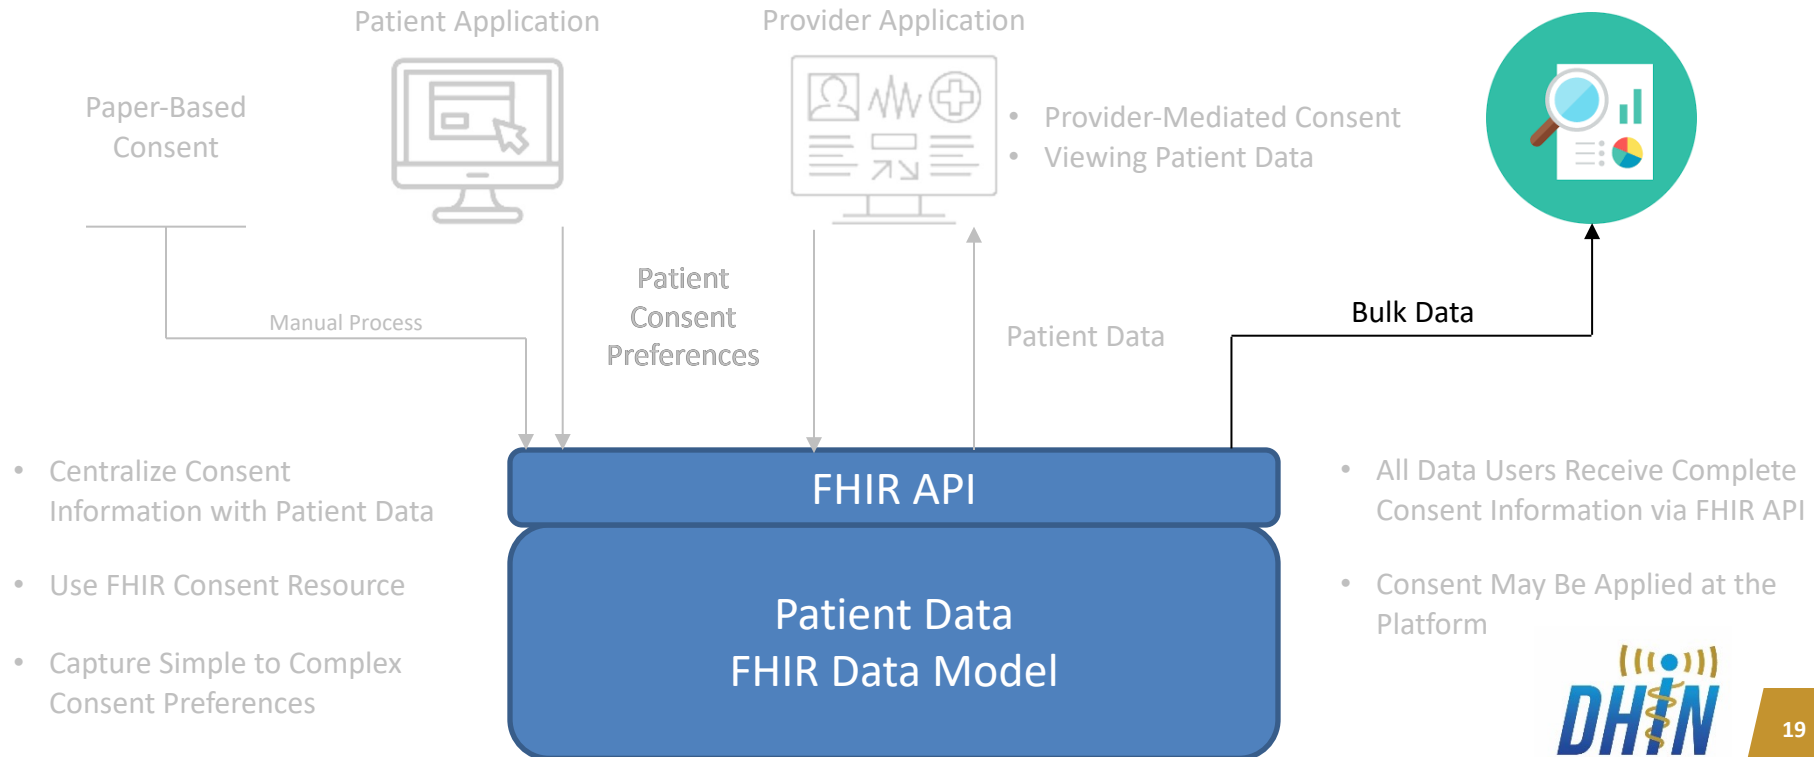 Patient Application
Provider Application
Paper-Based
Consent
• Provider-Mediated Consent
• Viewing Patient Data
Patient
Consent
Preferences
Manual Process
Patient Data
Bulk Data
• Centralize Consent
Information with Patient Data
• Use FHIR Consent Resource
• Capture Simple to Complex
Consent Preferences
FHIR API
Patient Data
FHIR Data Model
• All Data Users Receive Complete
Consent Information via FHIR API
• Consent May Be Applied at the
Platform
DHIN
19